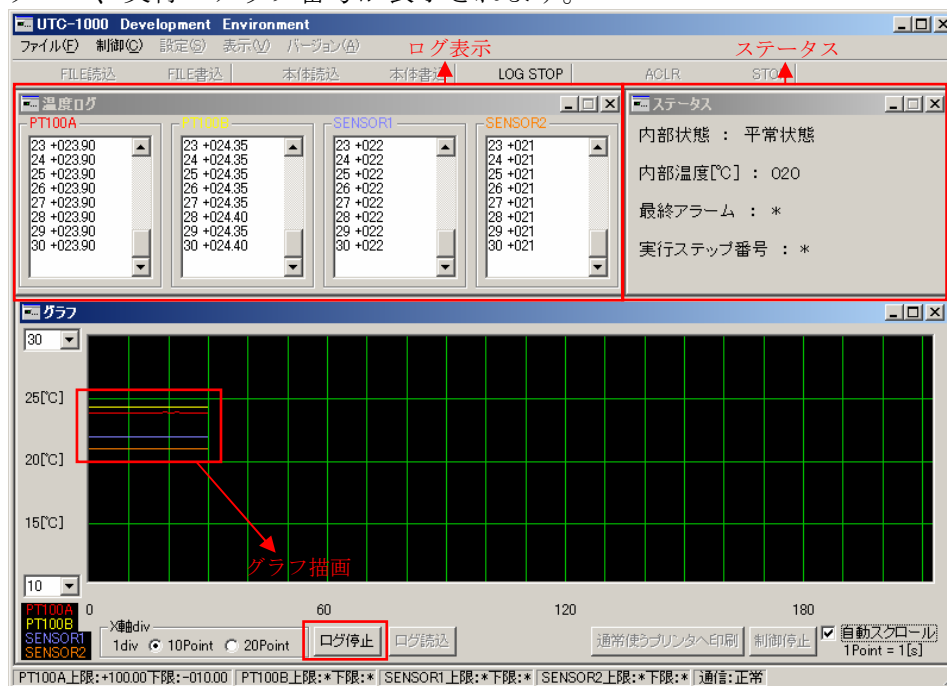 UTC-1000 Development Environment
ファイル(F) 制御(C) 設定(S) 表示(V) バージョン(A)
ログ表示 ステータス
FILE読込 FILE書込 本体読込 本体書込 LOG STOP ACLR STOP
温度ログ
PT100A
23 +023.90
24 +023.90
25 +023.90
26 +023.90
27 +023.90
28 +023.90
29 +023.90
30 +023.90
PT100B
23 +024.35
24 +024.35
25 +024.35
26 +024.35
27 +024.35
28 +024.40
29 +024.35
30 +024.40
SENSOR1
23 +022
24 +022
25 +022
26 +022
27 +022
28 +022
29 +022
30 +022
SENSOR2
23 +021
24 +021
25 +021
26 +021
27 +021
28 +021
29 +021
30 +021
ステータス
内部状態 : 平常状態
内部温度[℃] : 020
最終アラーム : *
実行ステップ番号 : *
グラフ
30
25[℃]
20[℃]
15[℃]
10
グラフ描画
0 60 120 180
PT100A
PT100B
SENSOR1
SENSOR2
X軸div
1div 10Point 20Point
ログ停止 ログ読込 通常使うプリンタへ印刷 制御停止
自動スクロール
1Point = 1[s]
PT100A上限:+100.00下限:-010.00 PT100B上限:*下限:* SENSOR1上限:*下限:* SENSOR2上限:*下限:* 通信:正常